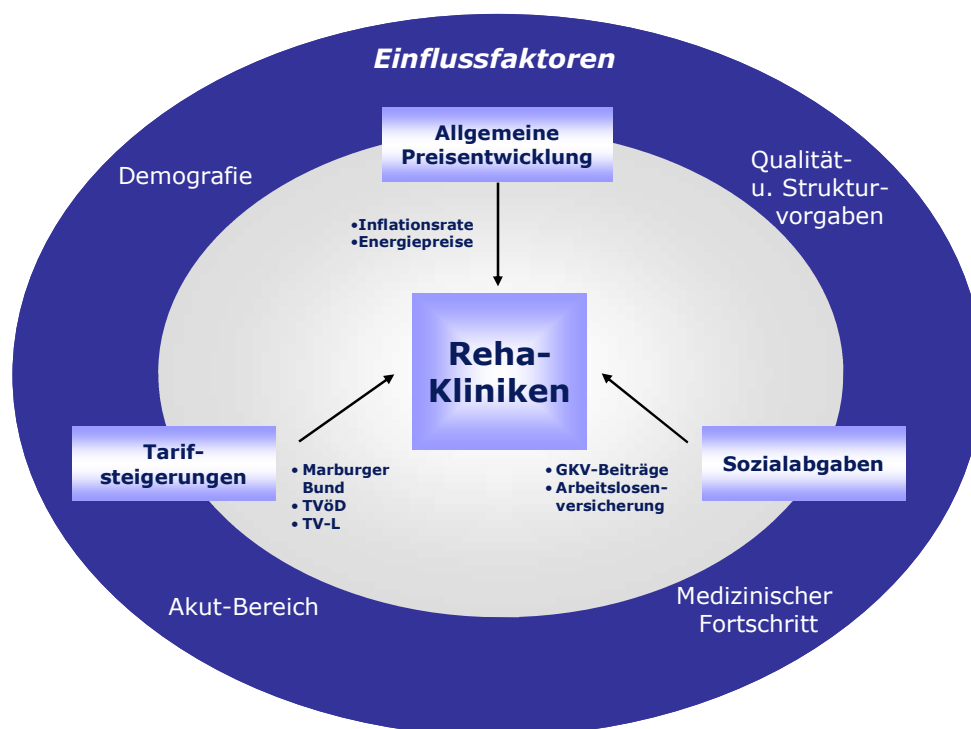 Einflussfaktoren
Allgemeine
Preisentwicklung
Demografie
Qualität-
u. Struktur-
vorgaben
•Inflationsrate
•Energiepreise
Reha-
Kliniken
Tarif-
steigerungen
• Marburger
Bund
• TVöD
• TV-L
• GKV-Beiträge
• Arbeitslosen-
versicherung
Sozialabgaben
Akut-Bereich
Medizinischer
Fortschritt